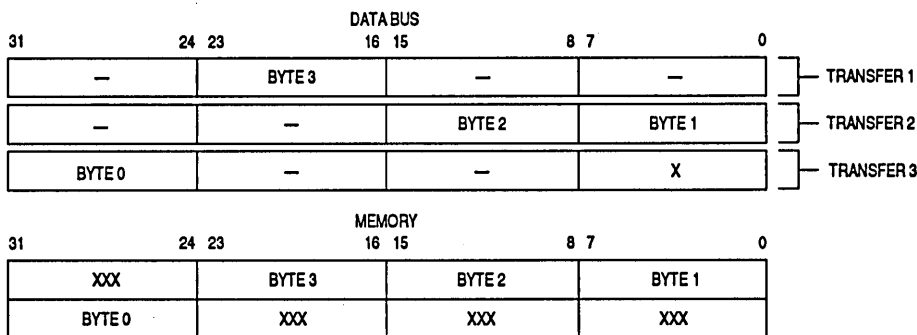 DATA BUS
31 24 23 16 15 8 7 0
— BYTE 3 — — TRANSFER 1
— — BYTE 2 BYTE 1 TRANSFER 2
BYTE 0 — — X TRANSFER 3
MEMORY
31 24 23 16 15 8 7 0
XXX BYTE 3 BYTE 2 BYTE 1
BYTE 0 XXX XXX XXX